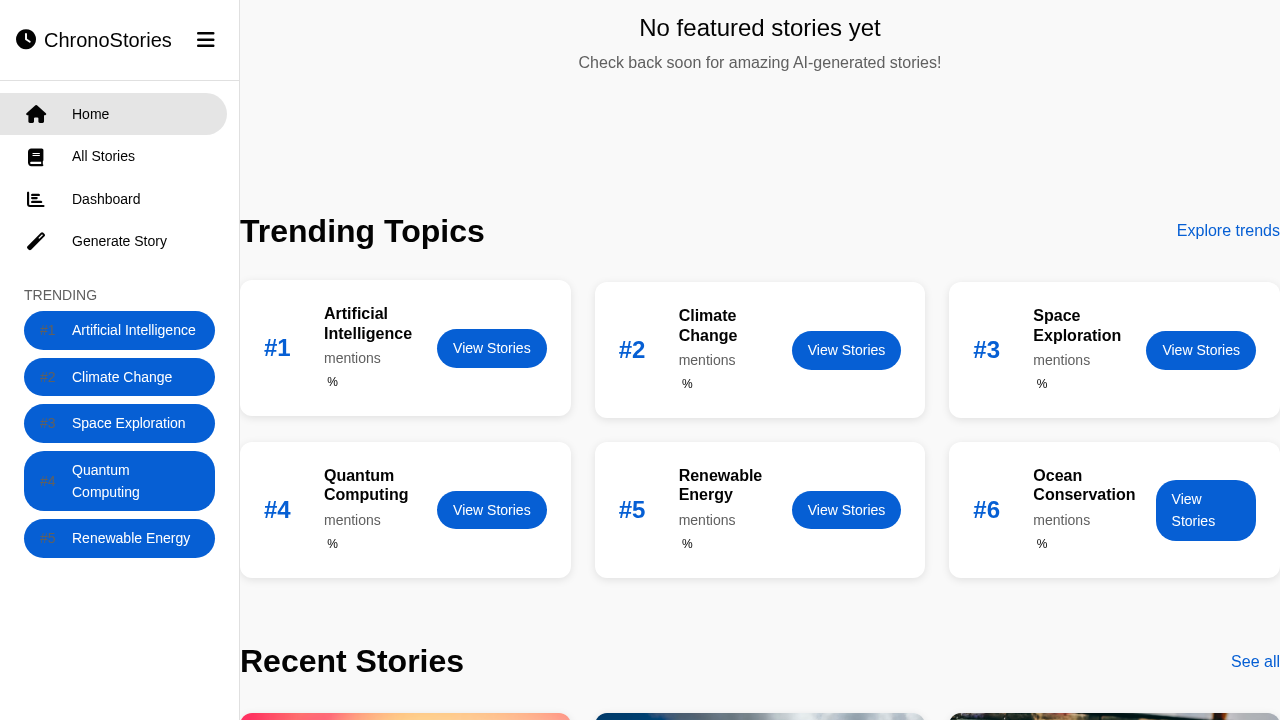 ChronoStories
Home
All Stories
Dashboard
Generate Story
TRENDING
#1 Artificial Intelligence
#2 Climate Change
#3 Space Exploration
#4 Quantum
Computing
#5 Renewable Energy
No featured stories yet
Check back soon for amazing AI-generated stories!
Trending Topics
Explore trends
#1
Artificial
Intelligence
mentions
%
View Stories
#2
Climate
Change
mentions
%
View Stories
#3
Space
Exploration
mentions
%
View Stories
#4
Quantum
Computing
mentions
%
View Stories
#5
Renewable
Energy
mentions
%
View Stories
#6
Ocean
Conservation
mentions
%
View
Stories
Recent Stories
See all